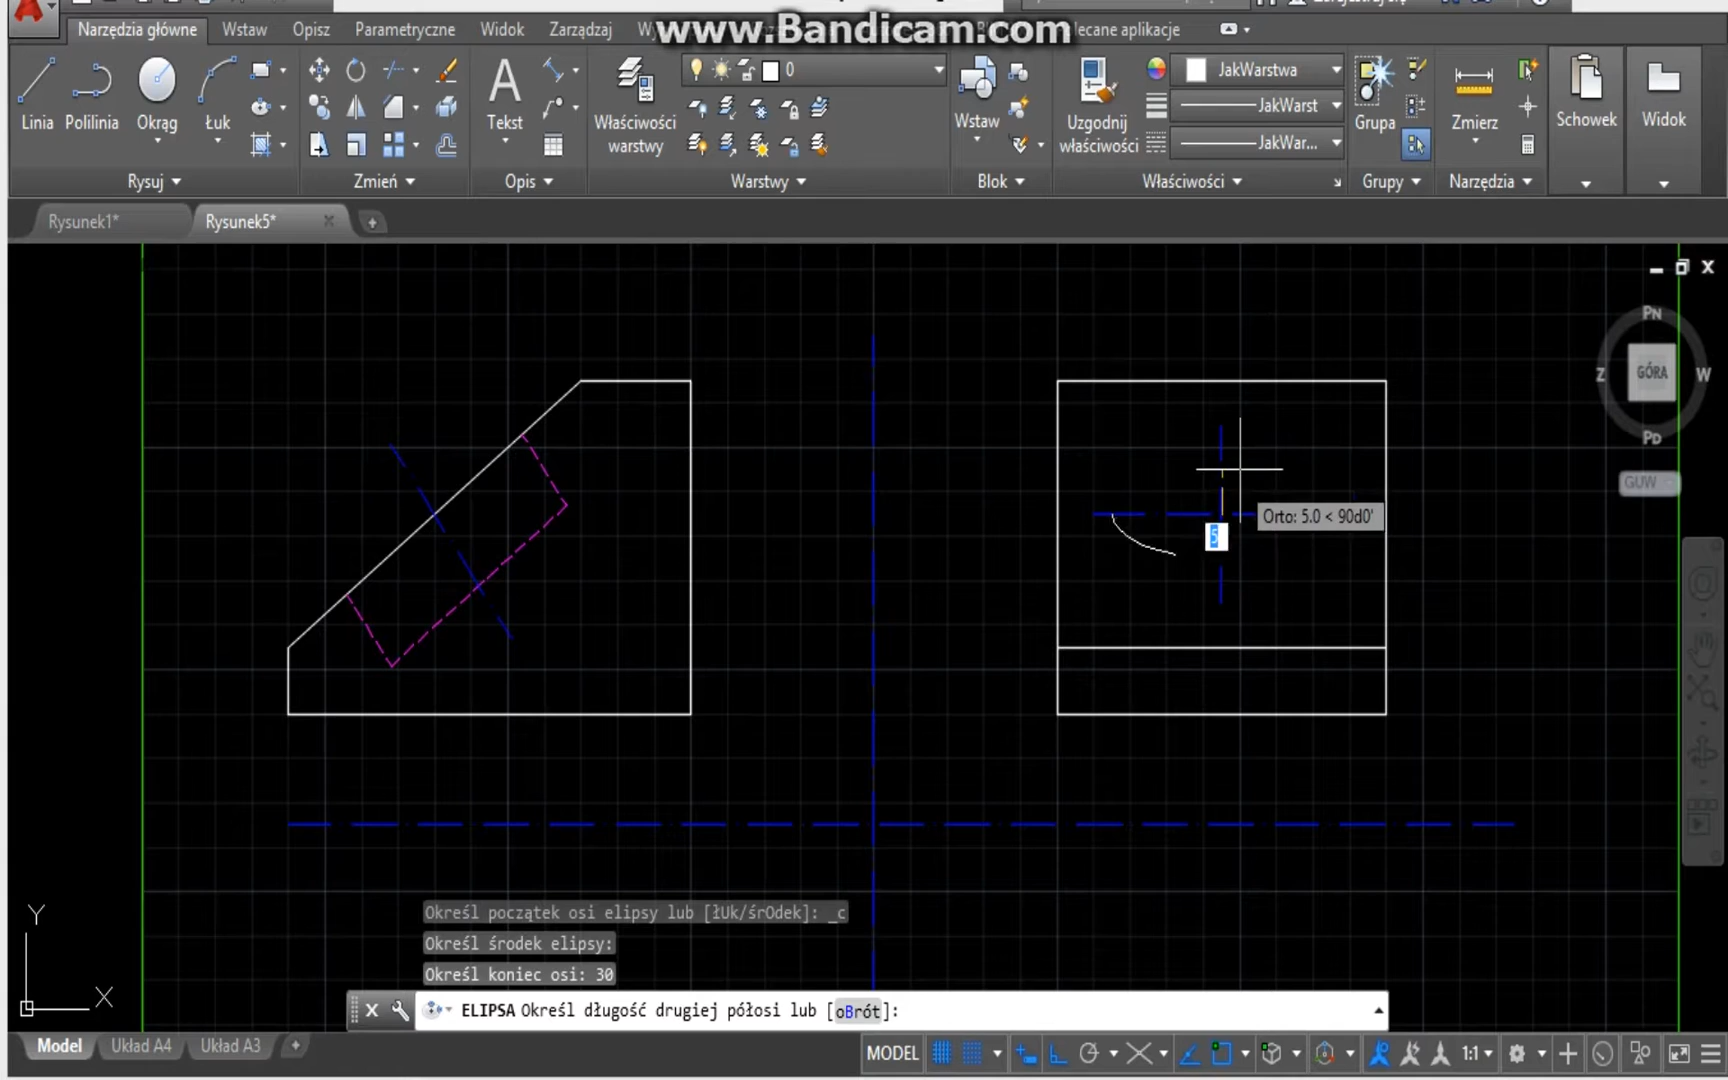 www.Bandicam.com
Narzędzia główne
Wstaw
Opisz
Parametryczne
Widok
Zarządzaj
lecane aplikacje
Linia
Polilinia
Okrąg
Łuk
Tekst
Właściwości
warstwy
0
Wstaw
Uzgodnij
właściwości
JakWarstwa
JakWarst
JakWar...
Grupa
Zmierz
Schowek
Widok
Rysuj
Zmień
Opis
Warstwy
Blok
Właściwości
Grupy
Narzędzia
Rysunek1*
Rysunek5*
PN
Z
GÓRA
W
PD
GUW
Orto: 5.0 < 90d0'
5
Y
X
Określ początek osi elipsy lub [łUk/śrOdek]: _c
Określ środek elipsy:
Określ koniec osi: 30
ELIPSA Określ długość drugiej półosi lub [oBrót]:
Model
Układ A4
Układ A3
MODEL
1:1